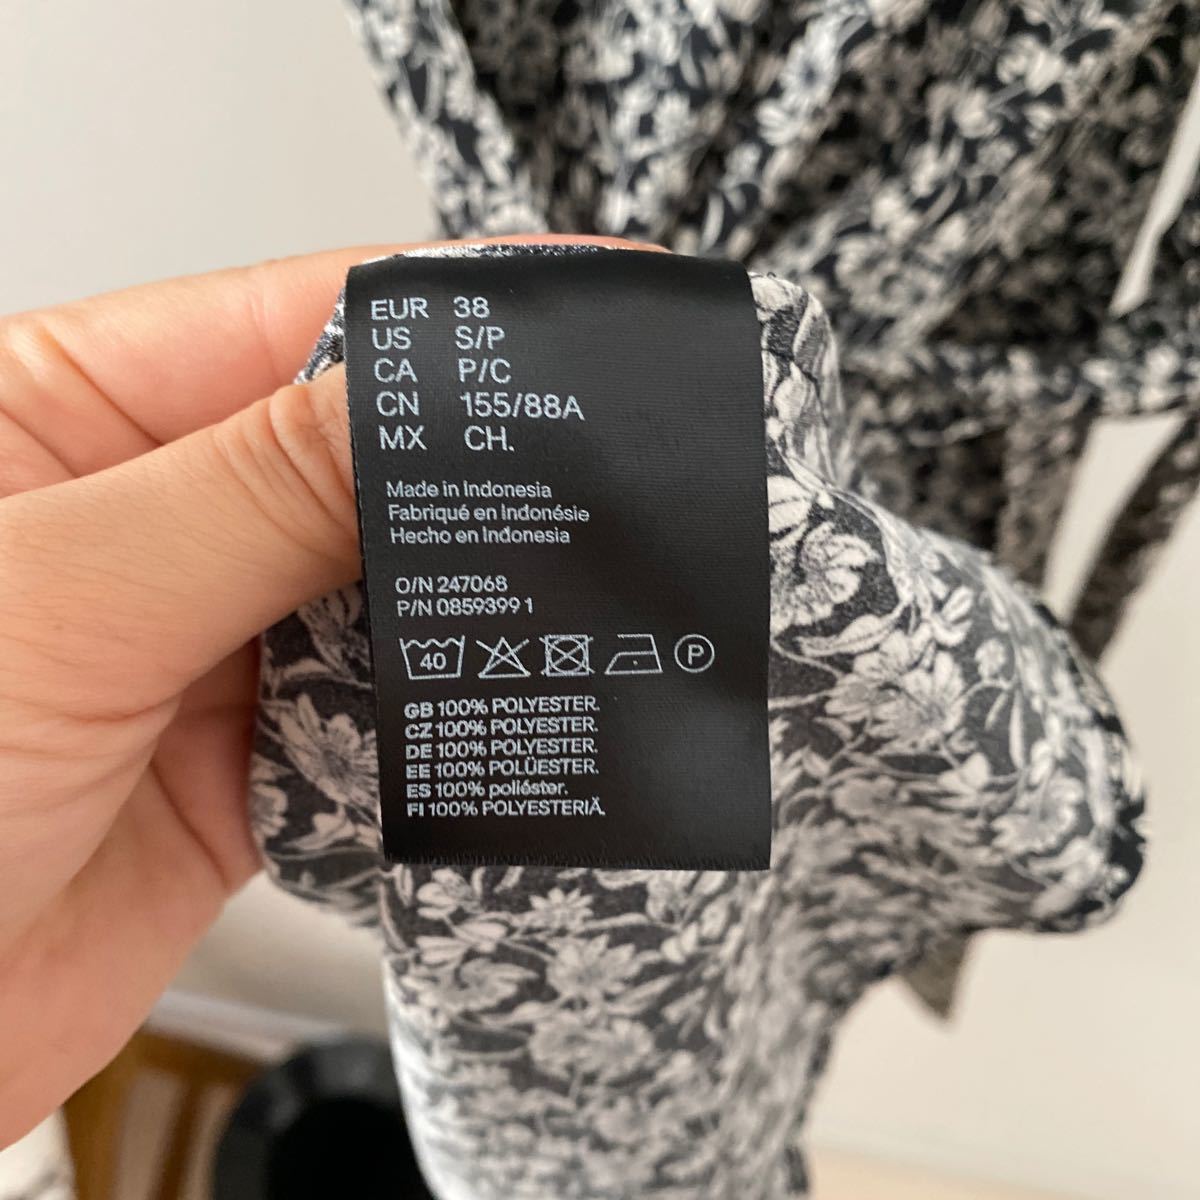 EUR 38
US S/P
CA P/C
CN 155/88A
MX CH.
Made in Indonesia
Fabriqué en Indonésie
Hecho en Indonesia
O/N 247068
P/N 0859399 1
40 P
GB 100% POLYESTER.
CZ 100% POLYESTER.
DE 100% POLYESTER.
EE 100% POLÜESTER.
ES 100% poliéster.
FI 100% POLYESTERIÄ.